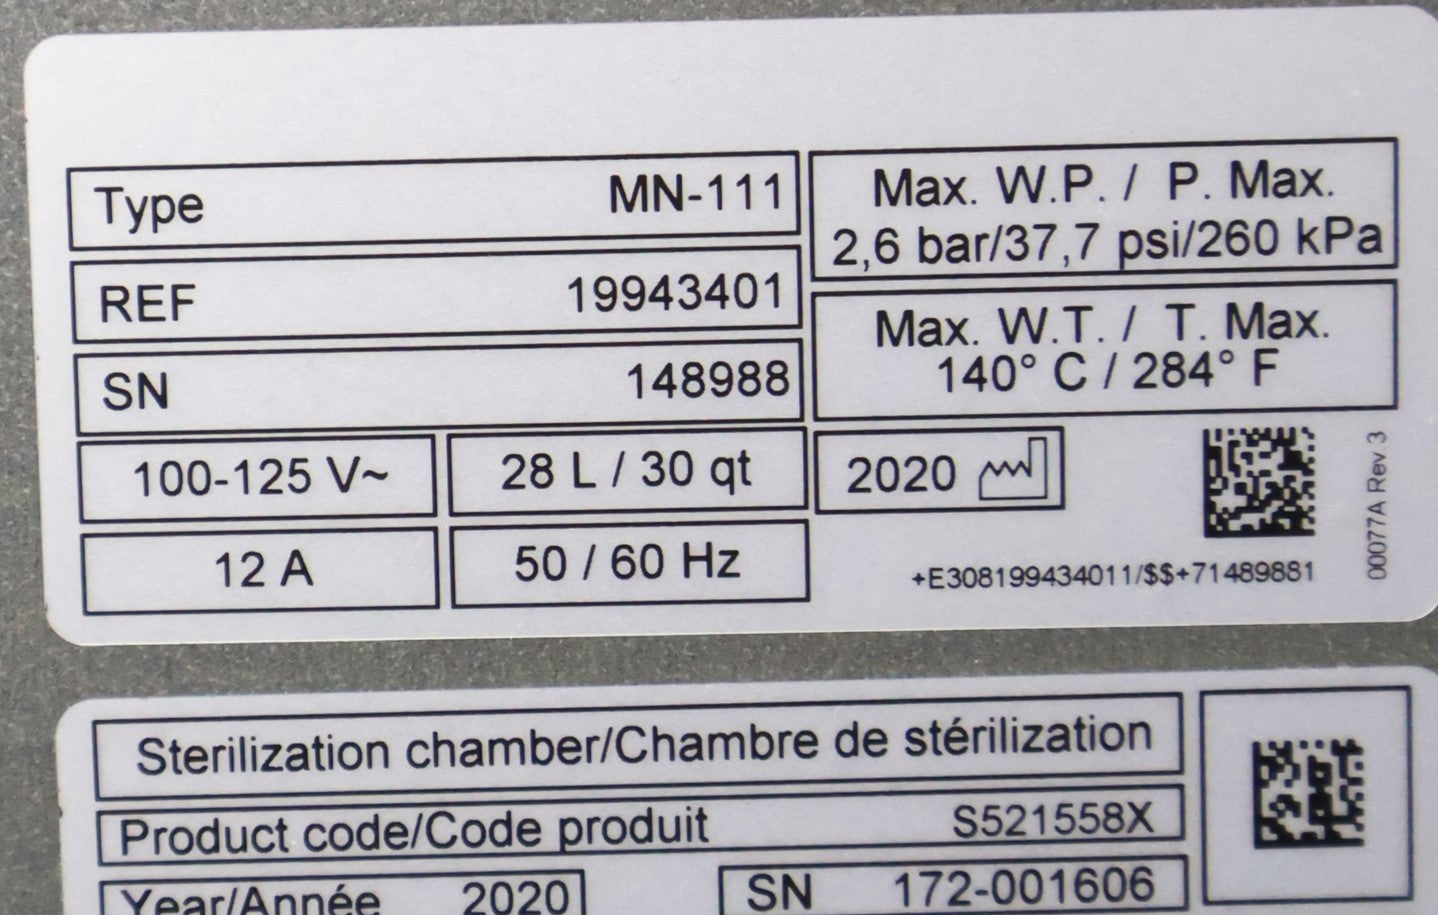 Type MN-111
REF 19943401
SN 148988
100-125 V~ 28 L / 30 qt
12 A 50 / 60 Hz
Max. W.P. / P. Max.
2,6 bar/37,7 psi/260 kPa
Max. W.T. / T. Max.
140° C / 284° F
2020
+E308199434011/$$+71489881
00077A Rev 3
Sterilization chamber/Chambre de stérilization
Product code/Code produit S521558X
Year/Année 2020 SN 172-001606